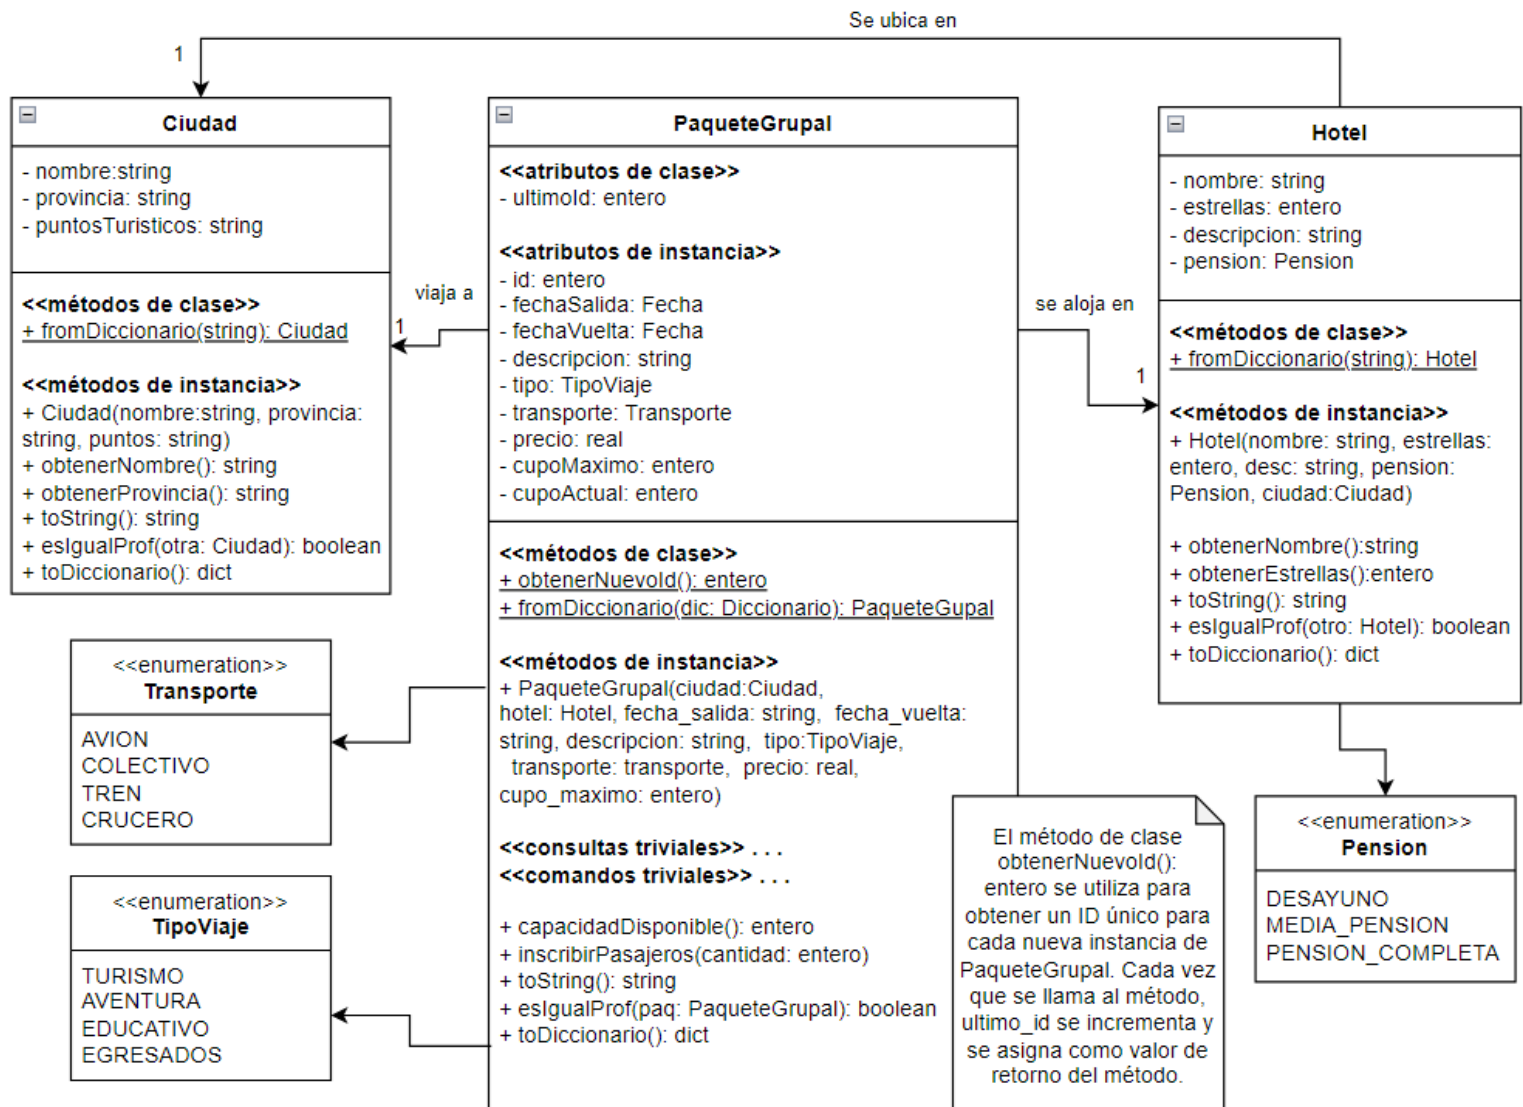 Se ubica en
1
Ciudad
- nombre:string
- provincia: string
- puntosTuristicos: string
<<métodos de clase>>
+ fromDiccionario(string): Ciudad
<<métodos de instancia>>
+ Ciudad(nombre:string, provincia:
string, puntos: string)
+ obtenerNombre(): string
+ obtenerProvincia(): string
+ toString(): string
+ esIgualProf(otra: Ciudad): boolean
+ toDiccionario(): dict
viaja a
1
PaqueteGrupal
<<atributos de clase>>
- ultimoId: entero
<<atributos de instancia>>
- id: entero
- fechaSalida: Fecha
- fechaVuelta: Fecha
- descripcion: string
- tipo: TipoViaje
- transporte: Transporte
- precio: real
- cupoMaximo: entero
- cupoActual: entero
<<métodos de clase>>
+ obtenerNuevoId(): entero
+ fromDiccionario(dic: Diccionario): PaqueteGupal
<<métodos de instancia>>
+ PaqueteGrupal(ciudad:Ciudad,
hotel: Hotel, fecha_salida: string, fecha_vuelta:
string, descripcion: string, tipo:TipoViaje,
transporte: transporte, precio: real,
cupo_maximo: entero)
<<consultas triviales>> . . .
<<comandos triviales>> . . .
+ capacidadDisponible(): entero
+ inscribirPasajeros(cantidad: entero)
+ toString(): string
+ esIgualProf(paq: PaqueteGrupal): boolean
+ toDiccionario(): dict
se aloja en
1
Hotel
- nombre: string
- estrellas: entero
- descripcion: string
- pension: Pension
<<métodos de clase>>
+ fromDiccionario(string): Hotel
<<métodos de instancia>>
+ Hotel(nombre: string, estrellas:
entero, desc: string, pension:
Pension, ciudad:Ciudad)
+ obtenerNombre():string
+ obtenerEstrellas():entero
+ toString(): string
+ esIgualProf(otro: Hotel): boolean
+ toDiccionario(): dict
<<enumeration>>
Transporte
AVION
COLECTIVO
TREN
CRUCERO
<<enumeration>>
TipoViaje
TURISMO
AVENTURA
EDUCATIVO
EGRESADOS
El método de clase
obtenerNuevoId():
entero se utiliza para
obtener un ID único para
cada nueva instancia de
PaqueteGrupal. Cada vez
que se llama al método,
ultimo_id se incrementa y
se asigna como valor de
retorno del método.
<<enumeration>>
Pension
DESAYUNO
MEDIA_PENSION
PENSION_COMPLETA